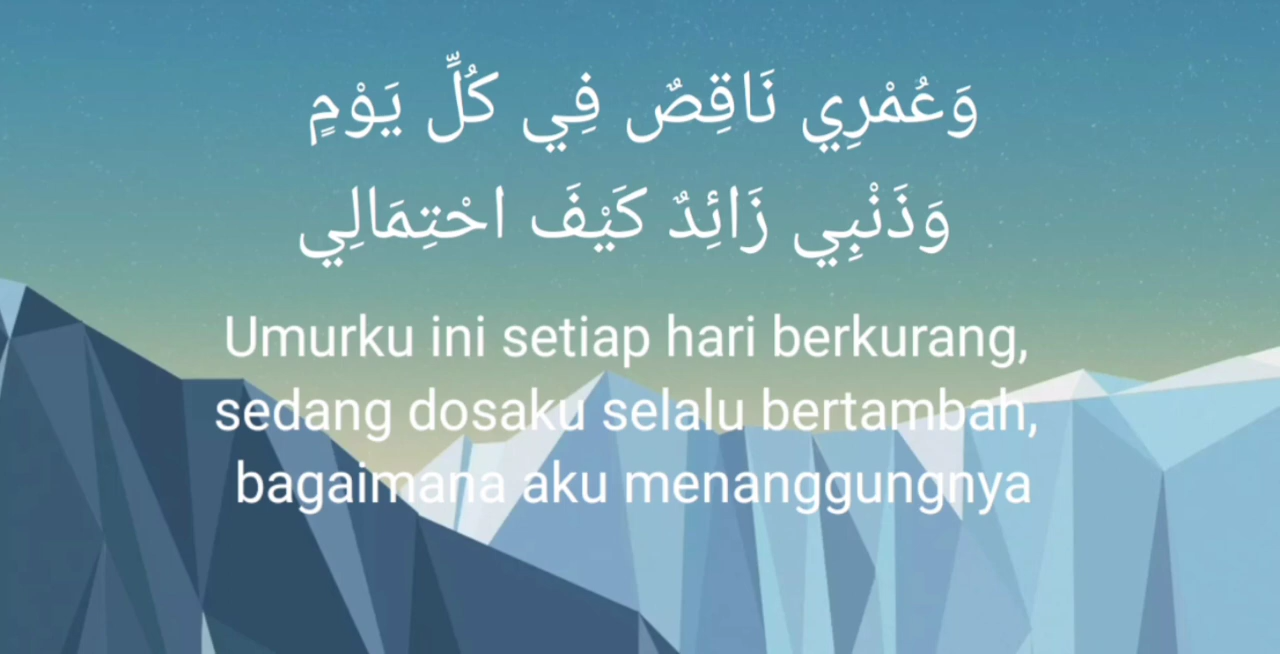 وَعُمْرِي نَاقِصٌ فِي كُلِّ يَوْمٍ
وَذَنْبِي زَائِدٌ كَيْفَ احْتِمَالِي
Umurku ini setiap hari berkurang,
sedang dosaku selalu bertambah,
bagaimana aku menanggungnya